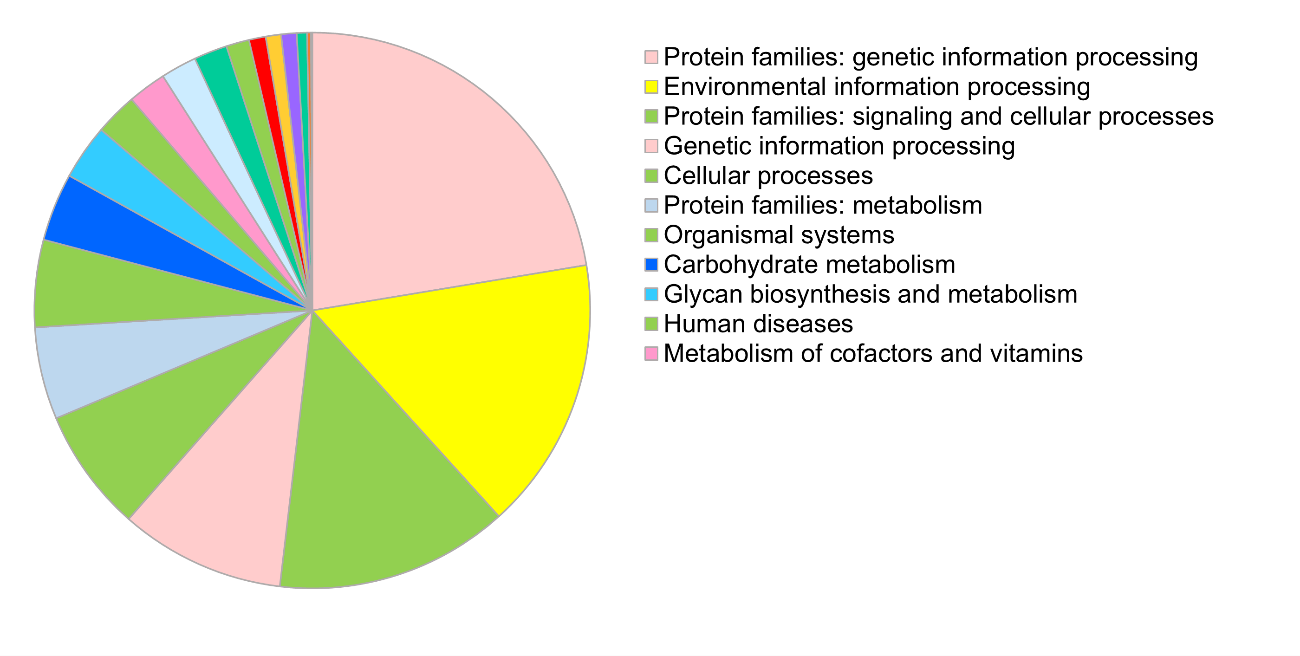 Protein families: genetic information processing
Environmental information processing
Protein families: signaling and cellular processes
Genetic information processing
Cellular processes
Protein families: metabolism
Organismal systems
Carbohydrate metabolism
Glycan biosynthesis and metabolism
Human diseases
Metabolism of cofactors and vitamins